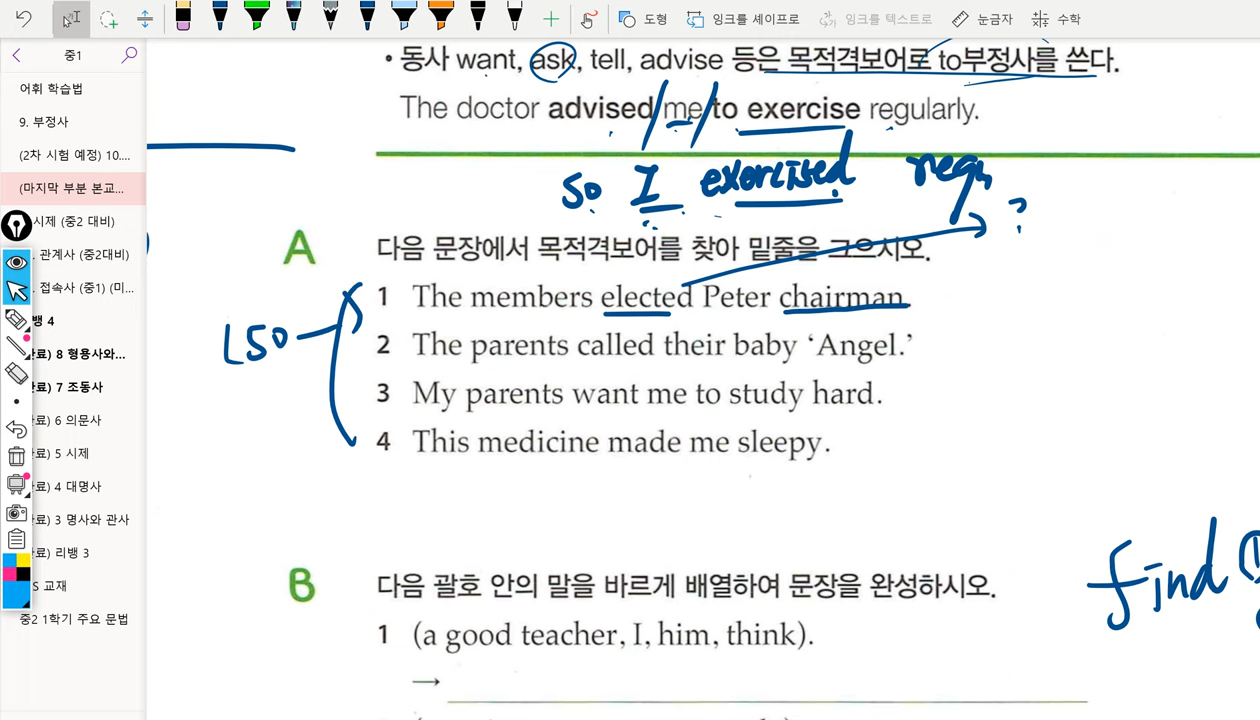 도형
잉크를 셰이프로
잉크를 텍스트로
눈금자
수학
중1
어휘 학습법
9. 부정사
(2차 시험 예정) 10....
(마지막 부분 본교...
시제 (중2 대비)
관계사 (중2대비)
접속사 (중1) (미...
뱅 4
료) 8 형용사와...
료) 7 조동사
료) 6 의문사
료) 5 시제
료) 4 대명사
료) 3 명사와 관사
료) 리뱅 3
S 교재
중2 1학기 주요 문법
• 동사 want, ask, tell, advise 등은 목적격보어로 to부정사를 쓴다.
The doctor advised me to exercise regularly.
so I exercised regu
?
A 다음 문장에서 목적격보어를 찾아 밑줄을 그으시오.
1 The members elected Peter chairman.
2 The parents called their baby ‘Angel.’
3 My parents want me to study hard.
4 This medicine made me sleepy.
150
find
B 다음 괄호 안의 말을 바르게 배열하여 문장을 완성하시오.
1 (a good teacher, I, him, think).
→